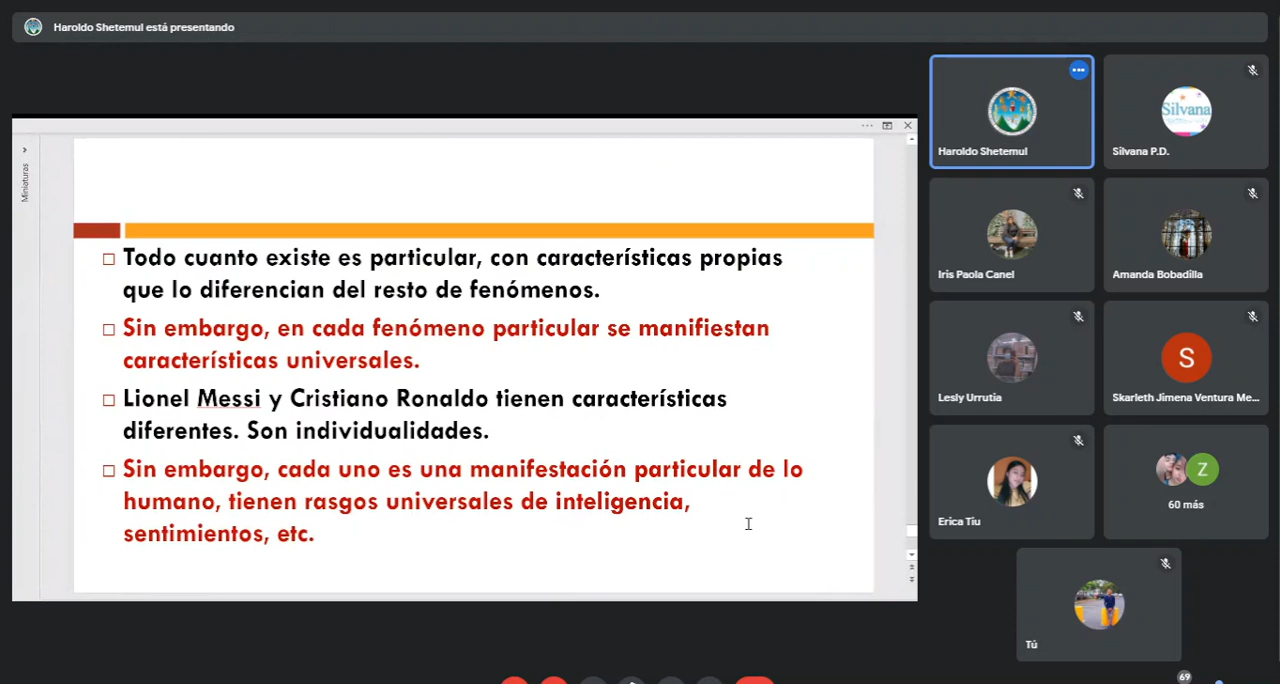 Haroldo Shetemul está presentando
Miniaturas
Todo cuanto existe es particular, con características propias
que lo diferencian del resto de fenómenos.
Sin embargo, en cada fenómeno particular se manifiestan
características universales.
Lionel Messi y Cristiano Ronaldo tienen características
diferentes. Son individualidades.
Sin embargo, cada uno es una manifestación particular de lo
humano, tienen rasgos universales de inteligencia,
sentimientos, etc.
Haroldo Shetemul
Silvana
Silvana P.D.
Iris Paola Canel
Amanda Bobadilla
Lesly Urrutia
S
Skarleth Jimena Ventura Me...
Erica Tíu
Z
60 más
Tú
69